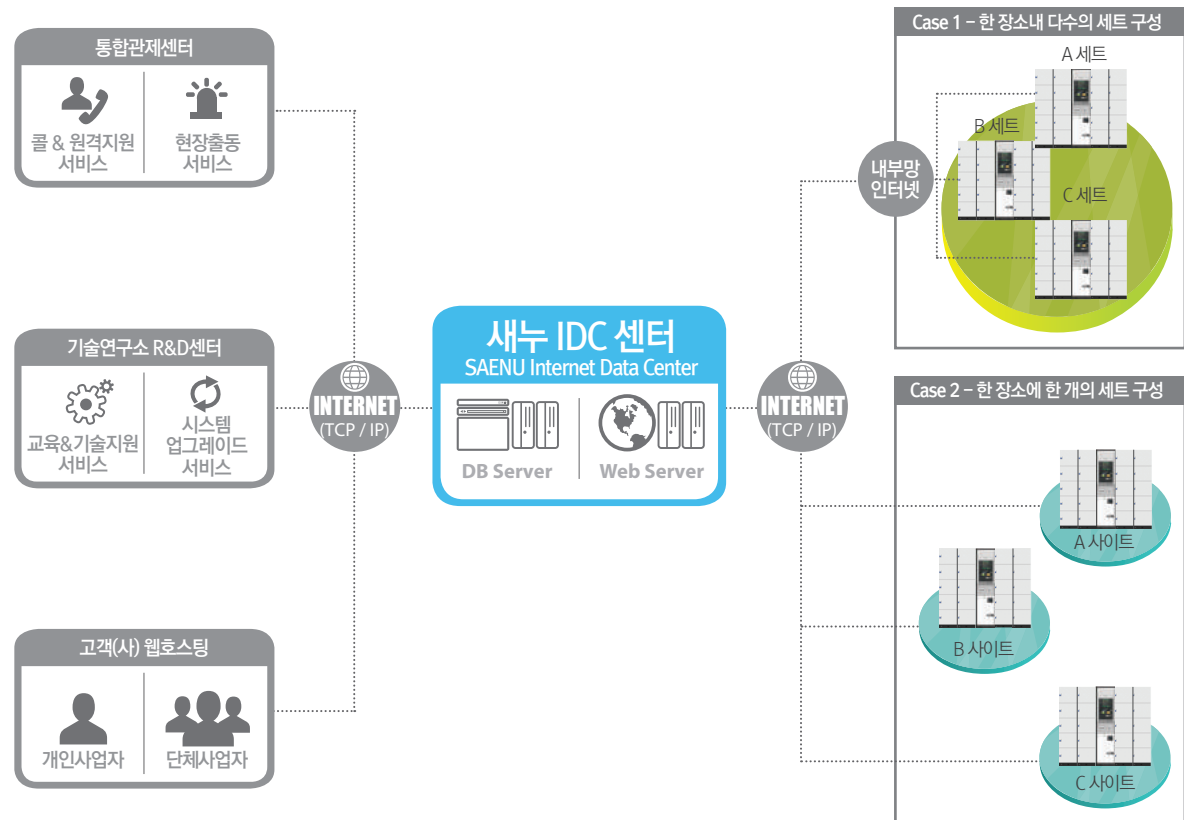 통합관제센터
콜 & 원격지원
서비스
현장출동
서비스
기술연구소 R&D센터
교육&기술지원
서비스
시스템
업그레이드
서비스
고객(사) 웹호스팅
개인사업자
단체사업자
INTERNET
(TCP / IP)
새누 IDC 센터
SAENU Internet Data Center
DB Server
Web Server
INTERNET
(TCP / IP)
내부망
인터넷
Case 1 – 한 장소내 다수의 세트 구성
A 세트
B 세트
C 세트
Case 2 – 한 장소에 한 개의 세트 구성
A 사이트
B 사이트
C 사이트